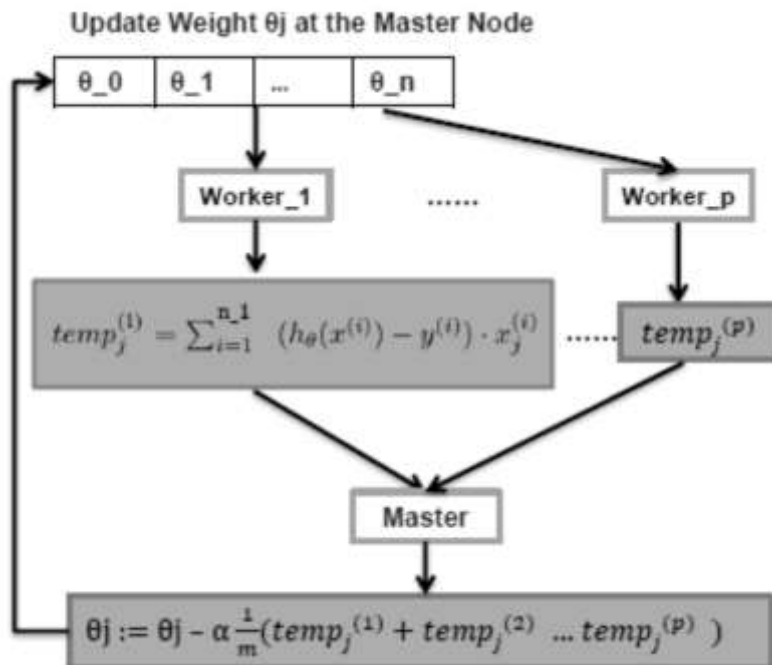 Update Weight θj at the Master Node
θ_0 θ_1 ... θ_n
Worker_1 ...... Worker_p
temp_j^{(1)} = ∑_{i=1}^{n_1} (h_θ(x^{(i)}) − y^{(i)}) · x_j^{(i)} ...... temp_j^{(p)}
Master
θj := θj − α \frac{1}{m}(temp_j^{(1)} + temp_j^{(2)} ... temp_j^{(p)} )